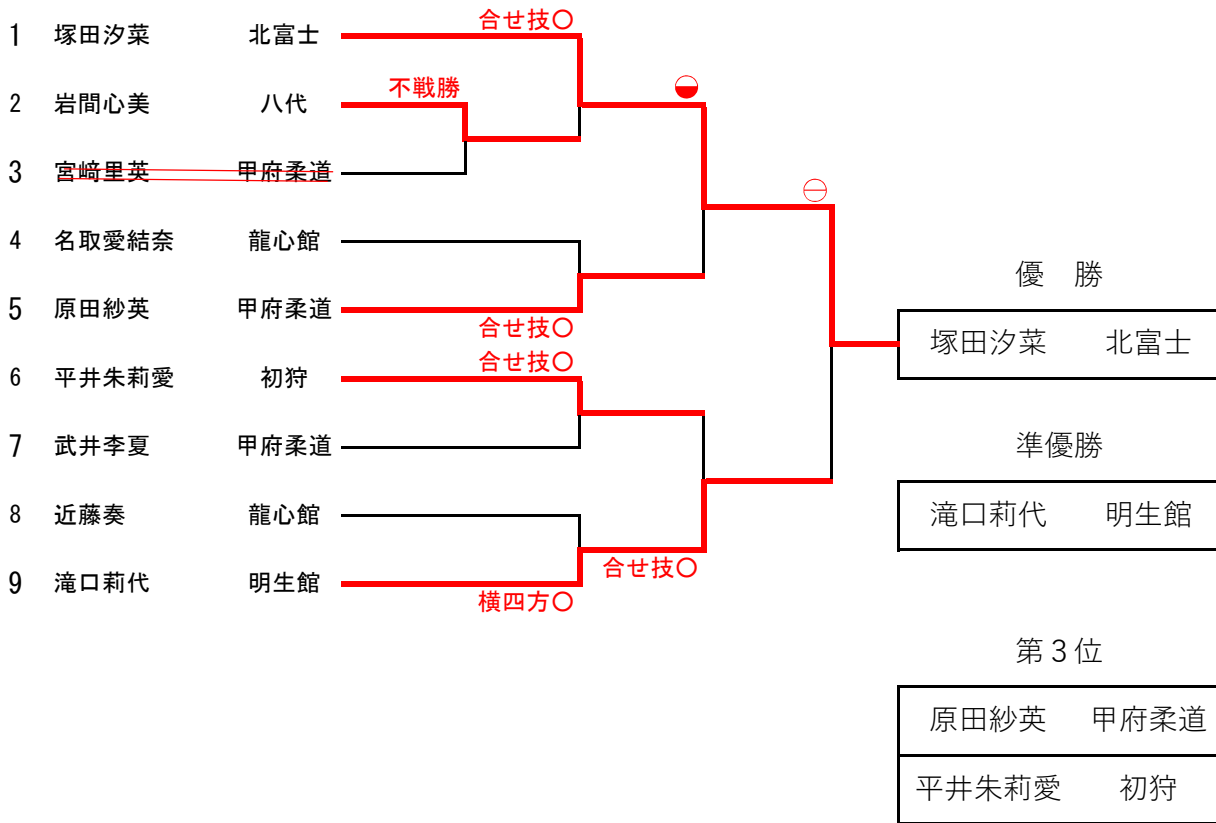 合せ技〇
1 塚田汐菜 北富士
不戦勝
2 岩間心美 八代
3 宮﨑里英 甲府柔道
4 名取愛結奈 龍心館
優 勝
5 原田紗英 甲府柔道
合せ技〇
塚田汐菜 北富士
合せ技〇
6 平井朱莉愛 初狩
7 武井李夏 甲府柔道
準優勝
8 近藤奏 龍心館
滝口莉代 明生館
合せ技〇
9 滝口莉代 明生館
横四方〇
第３位
原田紗英 甲府柔道
平井朱莉愛 初狩